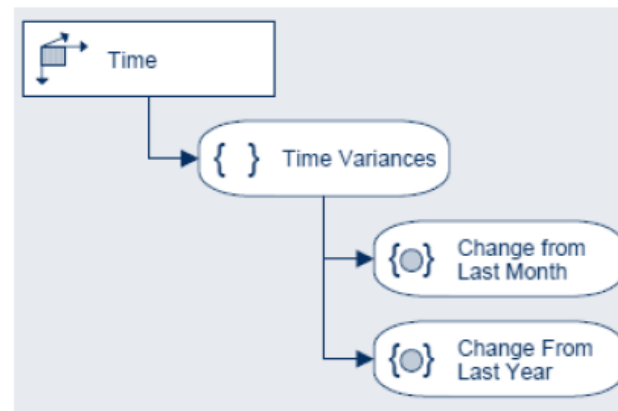 Time
{ } Time Variances
{ } Change from
Last Month
{ } Change From
Last Year